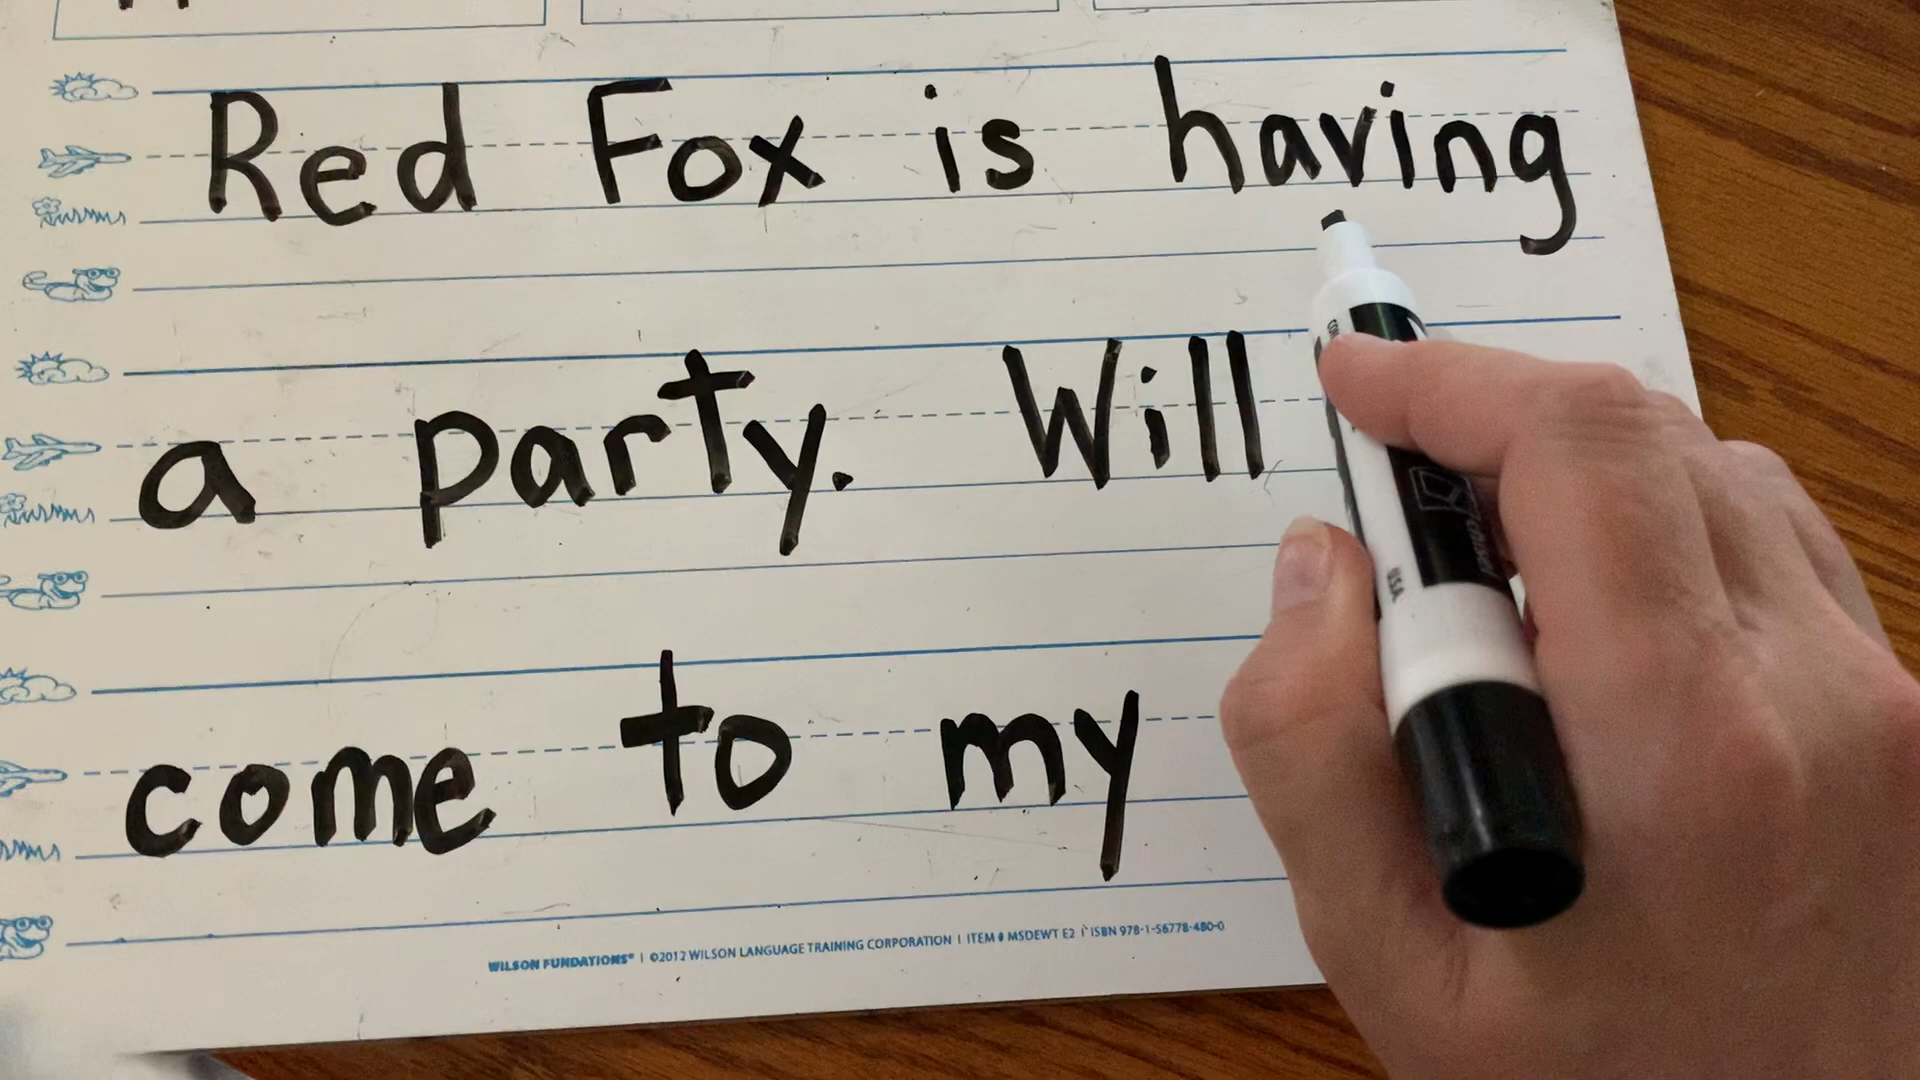 Red Fox is having
a party. Will
come to my
WILSON FUNDATIONS® | ©2012 WILSON LANGUAGE TRAINING CORPORATION | ITEM # MSDEWT E2 | ISBN 978-1-56778-480-0
USA